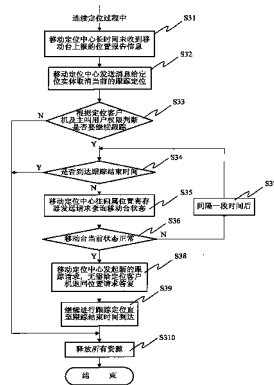 连续定位过程中
S31
移动定位中心长时间未收到移
动台上报的位置报告信息
S32
移动定位中心发送消息给定
位实体取消当前的跟踪定位
S33
根据定位客户
机及主叫用户权限判断
是否要继续跟踪
N
Y
S34
是否到达跟踪结束时间
Y
N
S35
移动定位中心往归属位置寄存
器发送请求查询移动台状态
S37
间隔一段时间后
S36
移动台当前状态正常
N
Y
S38
移动定位中心发起新的跟
踪请求，无需给定位客户
机返回位置请求答复
S39
继续进行跟踪定位直
至跟踪结束时间到达
S310
释放所有资源
结 束